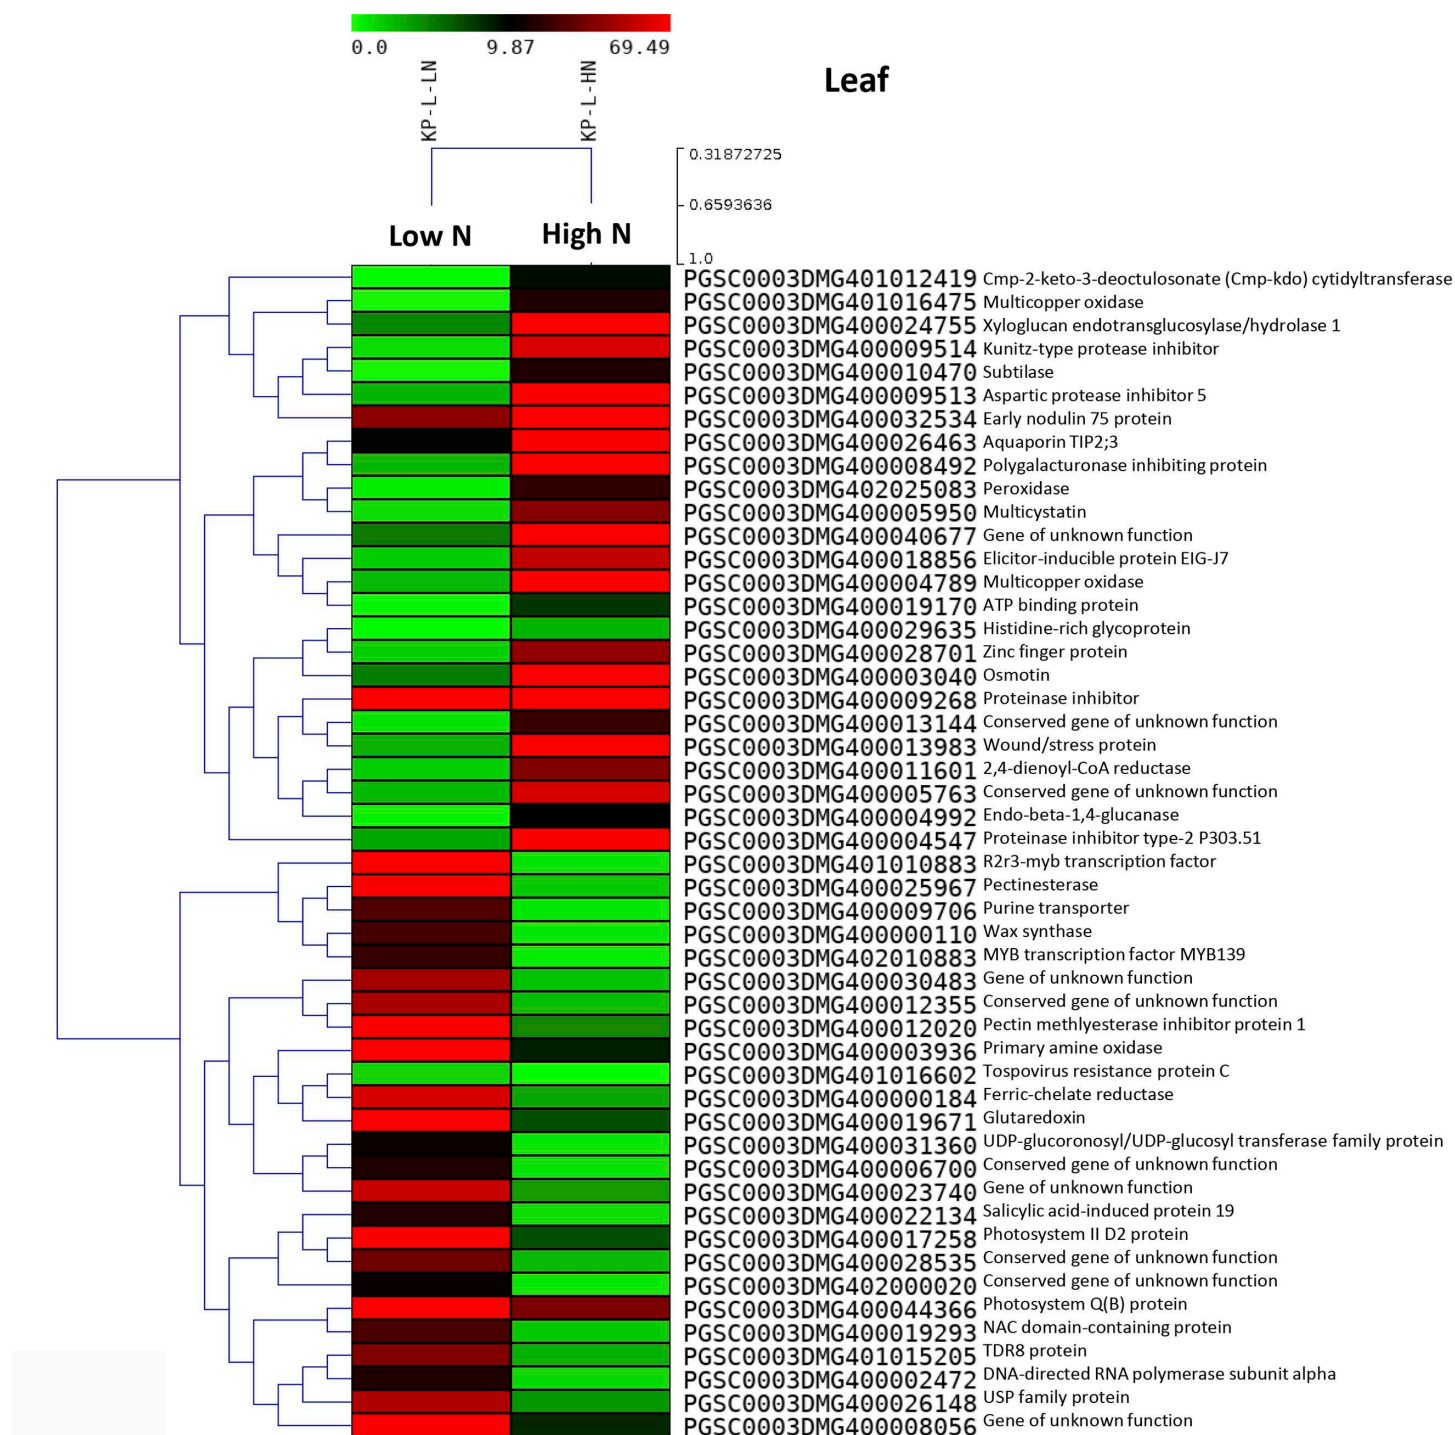 0.0 9.87 69.49
KP-L-LN
KP-L-HN
Leaf
0.31872725
0.6593636
1.0
Low N High N
PGSC0003DMG401012419 Cmp-2-keto-3-deoctulosonate (Cmp-kdo) cytidyltransferase
PGSC0003DMG401016475 Multicopper oxidase
PGSC0003DMG400024755 Xyloglucan endotransglucosylase/hydrolase 1
PGSC0003DMG400009514 Kunitz-type protease inhibitor
PGSC0003DMG400010470 Subtilase
PGSC0003DMG400009513 Aspartic protease inhibitor 5
PGSC0003DMG400032534 Early nodulin 75 protein
PGSC0003DMG400026463 Aquaporin TIP2;3
PGSC0003DMG400008492 Polygalacturonase inhibiting protein
PGSC0003DMG402025083 Peroxidase
PGSC0003DMG400005950 Multicystatin
PGSC0003DMG400040677 Gene of unknown function
PGSC0003DMG400018856 Elicitor-inducible protein EIG-J7
PGSC0003DMG400004789 Multicopper oxidase
PGSC0003DMG400019170 ATP binding protein
PGSC0003DMG400029635 Histidine-rich glycoprotein
PGSC0003DMG400028701 Zinc finger protein
PGSC0003DMG400003040 Osmotin
PGSC0003DMG400009268 Proteinase inhibitor
PGSC0003DMG400013144 Conserved gene of unknown function
PGSC0003DMG400013983 Wound/stress protein
PGSC0003DMG400011601 2,4-dienoyl-CoA reductase
PGSC0003DMG400005763 Conserved gene of unknown function
PGSC0003DMG400004992 Endo-beta-1,4-glucanase
PGSC0003DMG400004547 Proteinase inhibitor type-2 P303.51
PGSC0003DMG401010883 R2r3-myb transcription factor
PGSC0003DMG400025967 Pectinesterase
PGSC0003DMG400009706 Purine transporter
PGSC0003DMG400000110 Wax synthase
PGSC0003DMG402010883 MYB transcription factor MYB139
PGSC0003DMG400030483 Gene of unknown function
PGSC0003DMG400012355 Conserved gene of unknown function
PGSC0003DMG400012020 Pectin methlyesterase inhibitor protein 1
PGSC0003DMG400003936 Primary amine oxidase
PGSC0003DMG401016602 Tospovirus resistance protein C
PGSC0003DMG400000184 Ferric-chelate reductase
PGSC0003DMG400019671 Glutaredoxin
PGSC0003DMG400031360 UDP-glucoronosyl/UDP-glucosyl transferase family protein
PGSC0003DMG400006700 Conserved gene of unknown function
PGSC0003DMG400023740 Gene of unknown function
PGSC0003DMG400022134 Salicylic acid-induced protein 19
PGSC0003DMG400017258 Photosystem II D2 protein
PGSC0003DMG400028535 Conserved gene of unknown function
PGSC0003DMG402000020 Conserved gene of unknown function
PGSC0003DMG400044366 Photosystem Q(B) protein
PGSC0003DMG400019293 NAC domain-containing protein
PGSC0003DMG401015205 TDR8 protein
PGSC0003DMG400002472 DNA-directed RNA polymerase subunit alpha
PGSC0003DMG400026148 USP family protein
PGSC0003DMG400008056 Gene of unknown function